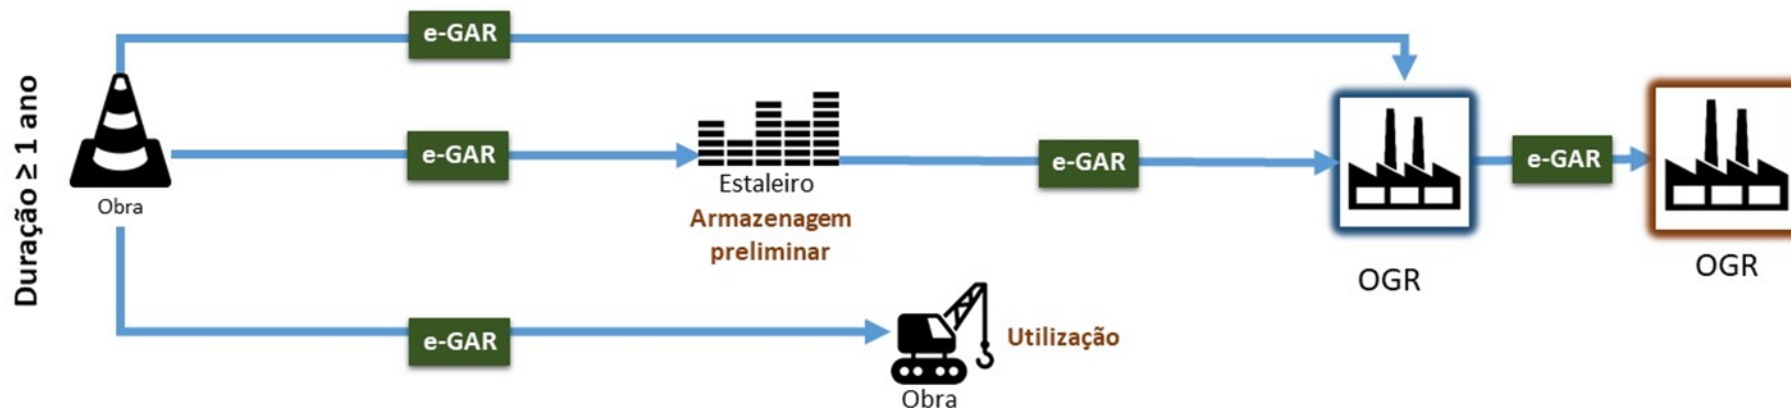 Duração ≥ 1 ano
e-GAR
Obra
e-GAR
Estaleiro
Armazenagem
preliminar
e-GAR
OGR
e-GAR
OGR
e-GAR
Obra
Utilização